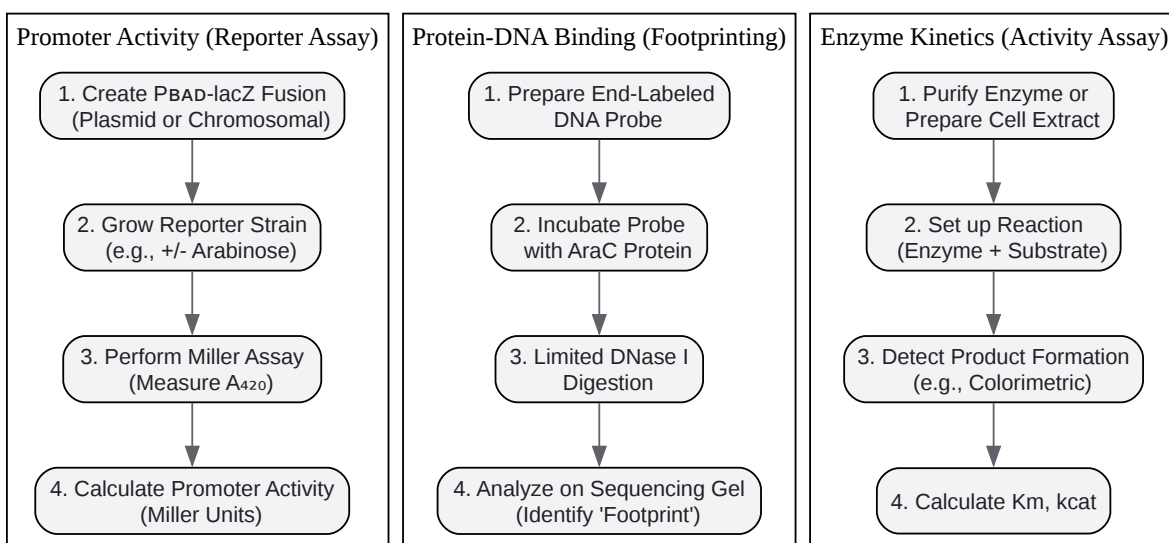 Promoter Activity (Reporter Assay)
1. Create Pʙᴀᴅ-lacZ Fusion
(Plasmid or Chromosomal)
2. Grow Reporter Strain
(e.g., +/- Arabinose)
3. Perform Miller Assay
(Measure A₄₂₀)
4. Calculate Promoter Activity
(Miller Units)
Protein-DNA Binding (Footprinting)
1. Prepare End-Labeled
DNA Probe
2. Incubate Probe
with AraC Protein
3. Limited DNase I
Digestion
4. Analyze on Sequencing Gel
(Identify 'Footprint')
Enzyme Kinetics (Activity Assay)
1. Purify Enzyme or
Prepare Cell Extract
2. Set up Reaction
(Enzyme + Substrate)
3. Detect Product Formation
(e.g., Colorimetric)
4. Calculate Km, kcat